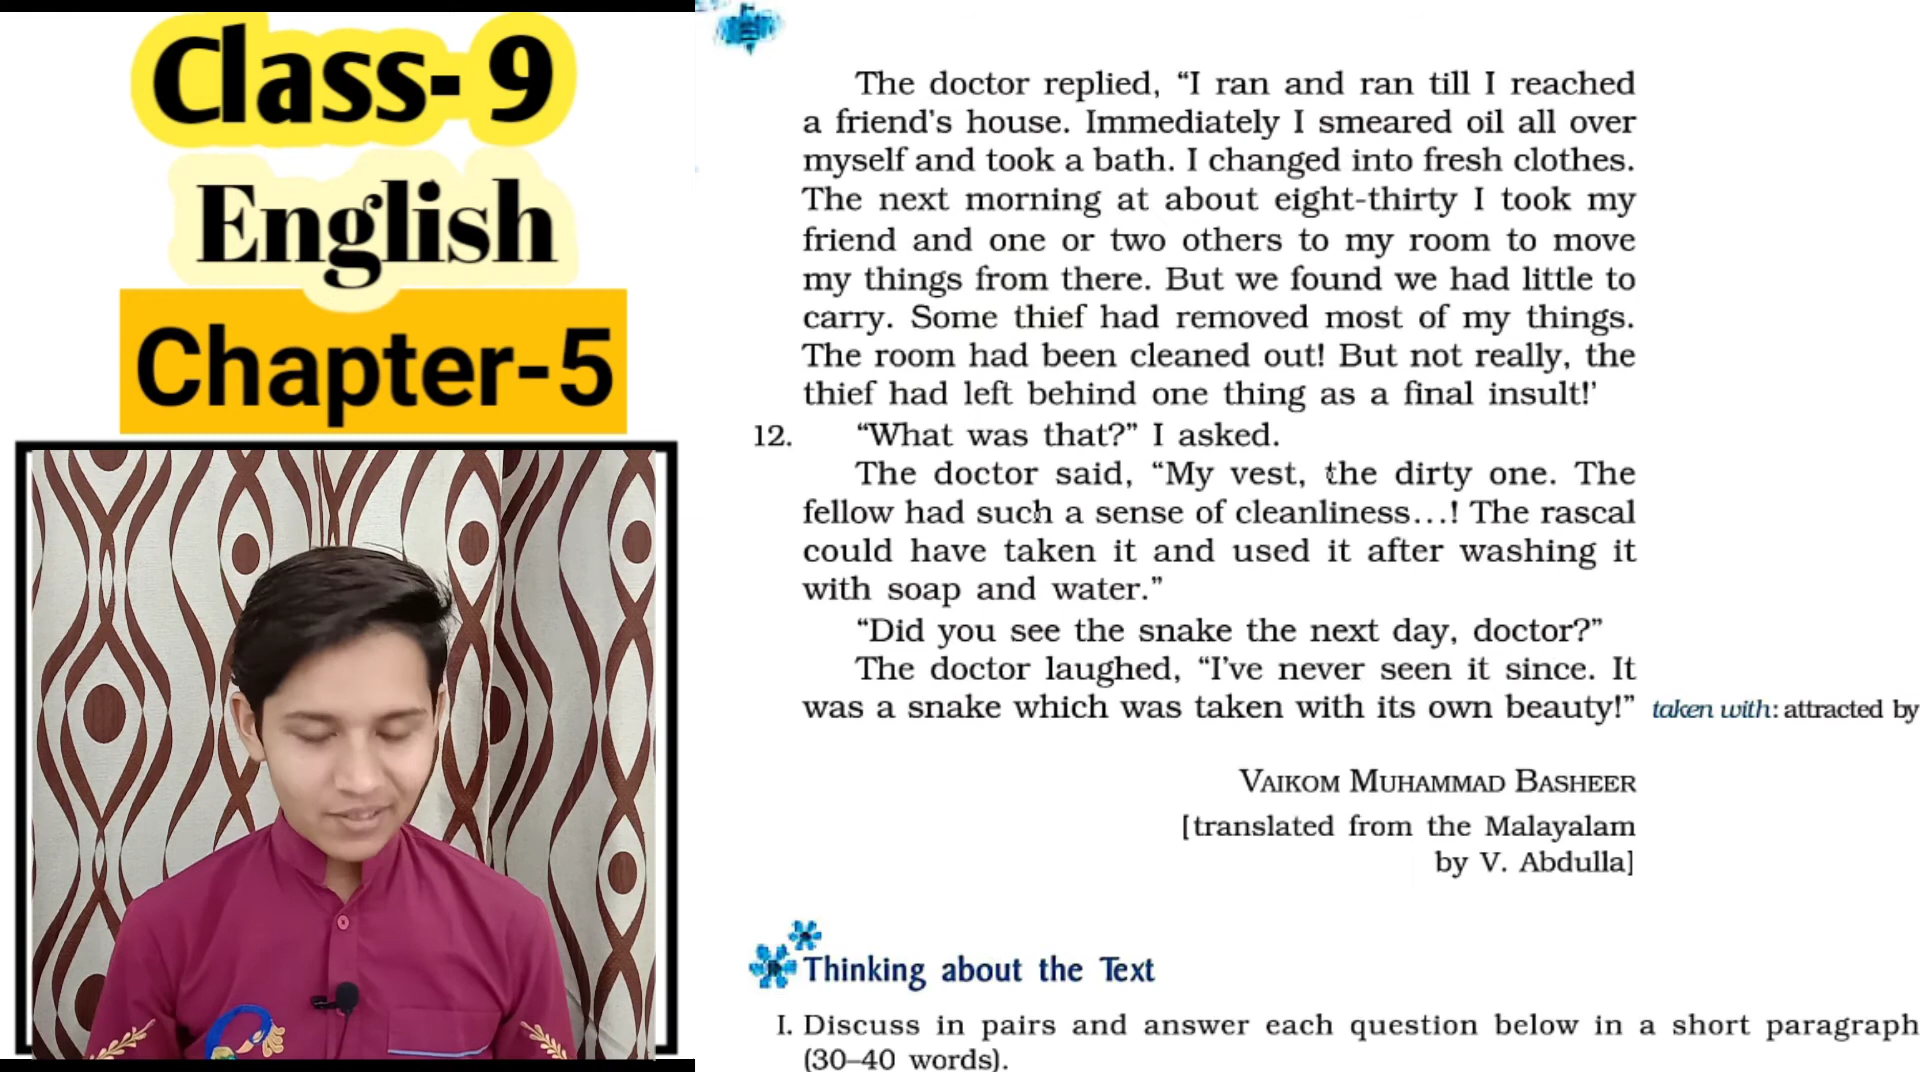 Class- 9
English
Chapter-5
The doctor replied, “I ran and ran till I reached
a friend's house. Immediately I smeared oil all over
myself and took a bath. I changed into fresh clothes.
The next morning at about eight-thirty I took my
friend and one or two others to my room to move
my things from there. But we found we had little to
carry. Some thief had removed most of my things.
The room had been cleaned out! But not really, the
thief had left behind one thing as a final insult!’
12. “What was that?” I asked.
The doctor said, “My vest, the dirty one. The
fellow had such a sense of cleanliness...! The rascal
could have taken it and used it after washing it
with soap and water.”
“Did you see the snake the next day, doctor?”
The doctor laughed, “I’ve never seen it since. It
was a snake which was taken with its own beauty!” taken with: attracted by
VAIKOM MUHAMMAD BASHEER
[translated from the Malayalam
by V. Abdulla]
Thinking about the Text
I. Discuss in pairs and answer each question below in a short paragraph
(30–40 words).